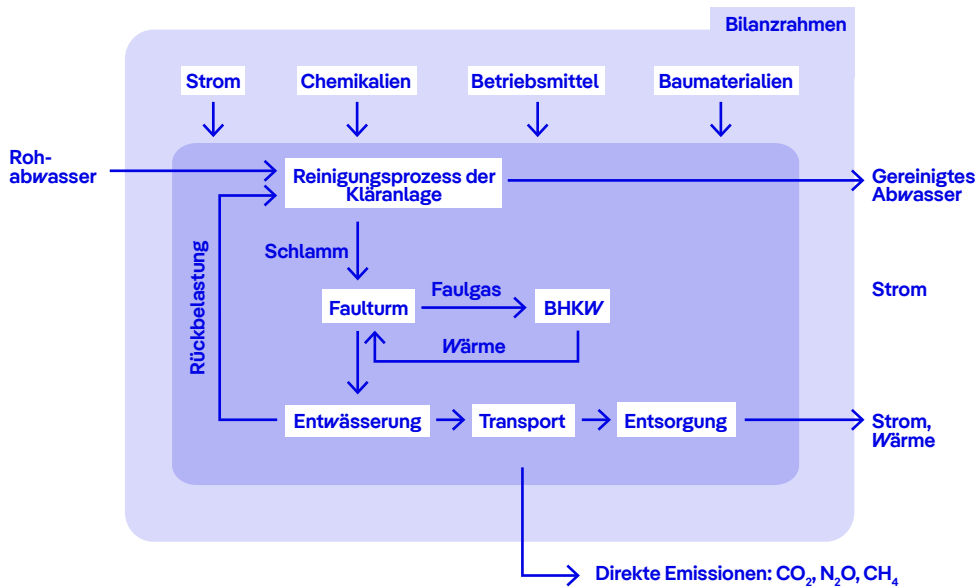 Bilanzrahmen
Strom
Chemikalien
Betriebsmittel
Baumaterialien
Roh-
abwasser
Reinigungsprozess der
Kläranlage
Gereinigtes
Abwasser
Schlamm
Rückbelastung
Faulturm
Faulgas
BHKW
Strom
Wärme
Entwässerung
Transport
Entsorgung
Strom,
Wärme
Direkte Emissionen: CO₂, N₂O, CH₄